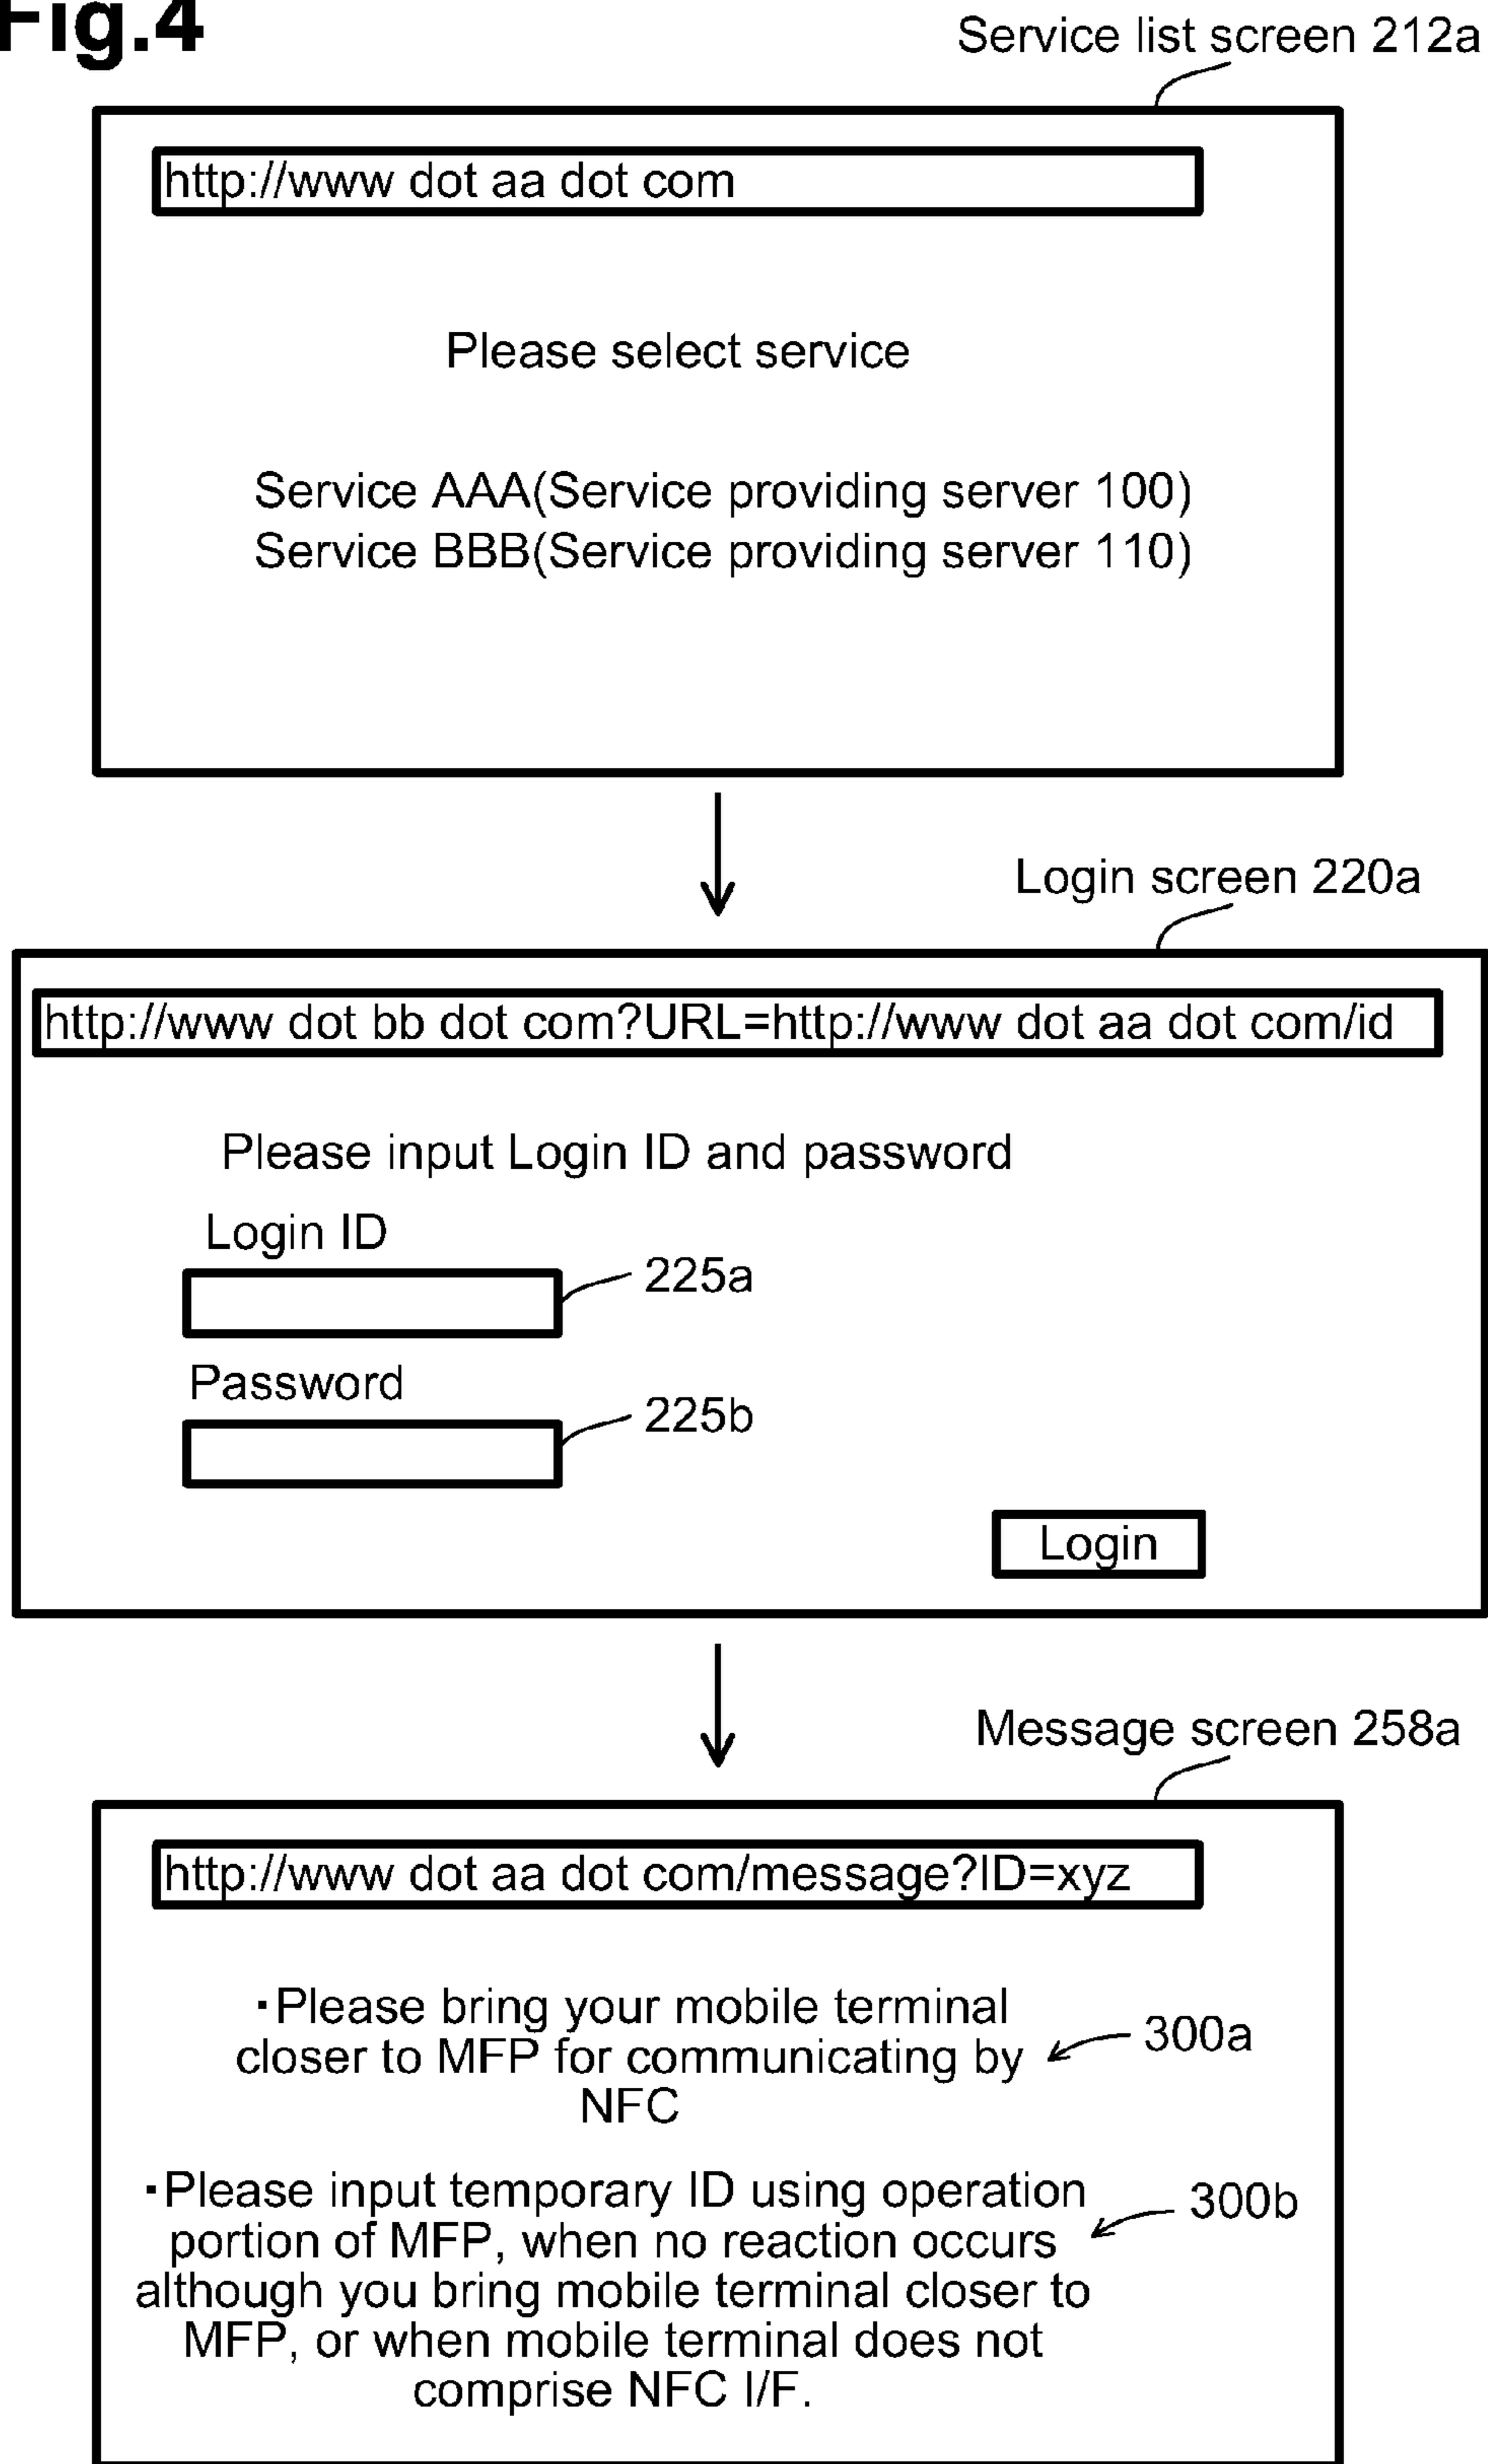 Fig.4
Service list screen 212a
http://www dot aa dot com
Please select service
Service AAA(Service providing server 100)
Service BBB(Service providing server 110)
Login screen 220a
http://www dot bb dot com?URL=http://www dot aa dot com/id
Please input Login ID and password
Login ID
225a
Password
225b
Login
Message screen 258a
http://www dot aa dot com/message?ID=xyz
・Please bring your mobile terminal
closer to MFP for communicating by
NFC
300a
・Please input temporary ID using operation
portion of MFP, when no reaction occurs
although you bring mobile terminal closer to
MFP, or when mobile terminal does not
comprise NFC I/F.
300b